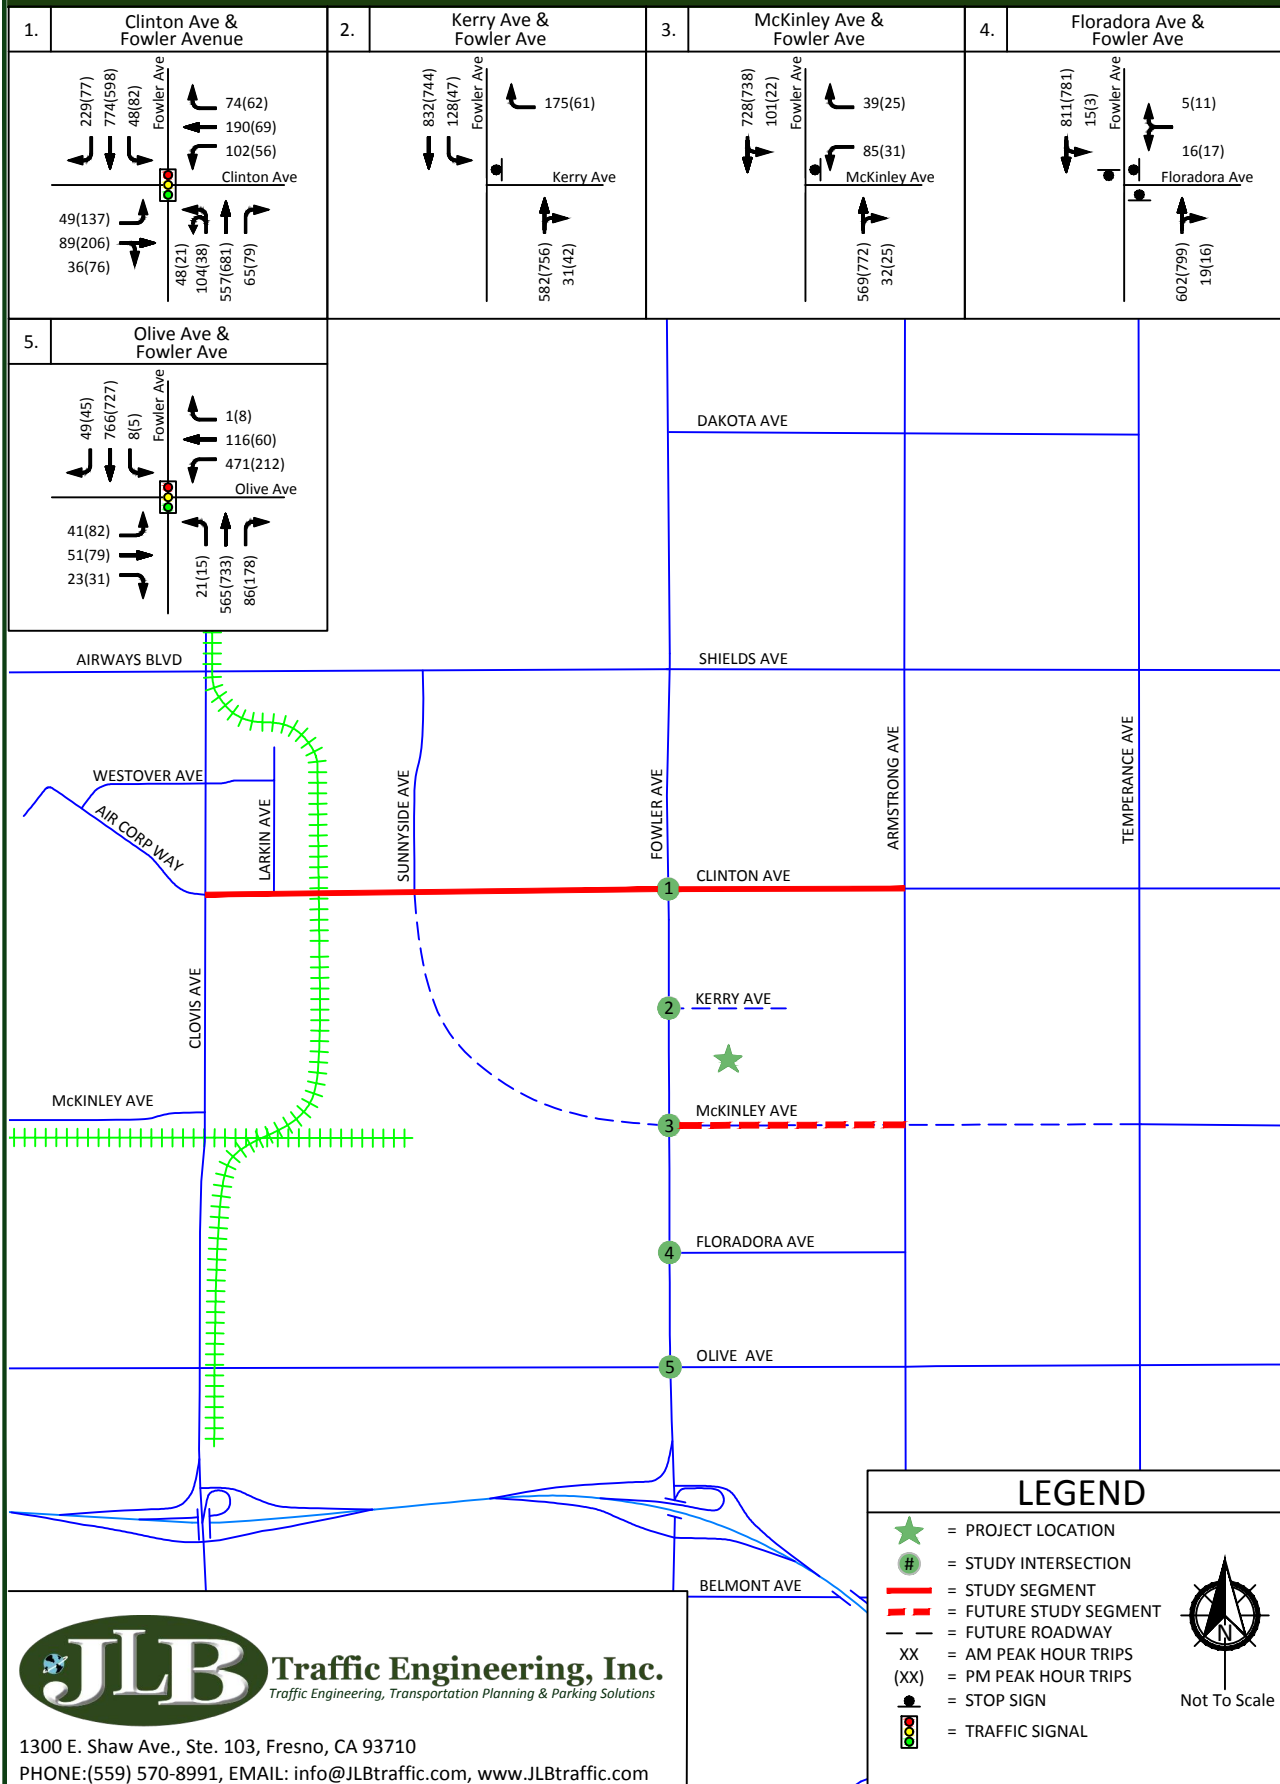 1.
Clinton Ave &
Fowler Avenue
229(77)
774(598)
48(82)
Fowler Ave
74(62)
190(69)
102(56)
Clinton Ave
49(137)
89(206)
36(76)
48(21)
104(38)
557(681)
65(79)
2.
Kerry Ave &
Fowler Ave
832(744)
128(47)
Fowler Ave
175(61)
Kerry Ave
582(756)
31(42)
3.
McKinley Ave &
Fowler Ave
728(738)
101(22)
Fowler Ave
39(25)
85(31)
McKinley Ave
569(772)
32(25)
4.
Floradora Ave &
Fowler Ave
811(781)
15(3)
Fowler Ave
5(11)
16(17)
Floradora Ave
602(799)
19(16)
5.
Olive Ave &
Fowler Ave
49(45)
766(727)
8(5)
Fowler Ave
1(8)
116(60)
471(212)
Olive Ave
41(82)
51(79)
23(31)
21(15)
565(733)
86(178)
DAKOTA AVE
AIRWAYS BLVD
SHIELDS AVE
WESTOVER AVE
AIR CORP WAY
LARKIN AVE
SUNNYSIDE AVE
FOWLER AVE
ARMSTRONG AVE
TEMPERANCE AVE
1
CLINTON AVE
CLOVIS AVE
2
KERRY AVE
McKINLEY AVE
3
McKINLEY AVE
4
FLORADORA AVE
5
OLIVE AVE
BELMONT AVE
LEGEND
= PROJECT LOCATION
# = STUDY INTERSECTION
= STUDY SEGMENT
= FUTURE STUDY SEGMENT
= FUTURE ROADWAY
XX = AM PEAK HOUR TRIPS
(XX) = PM PEAK HOUR TRIPS
= STOP SIGN
= TRAFFIC SIGNAL
N
Not To Scale
JLB
Traffic Engineering, Inc.
Traffic Engineering, Transportation Planning & Parking Solutions
1300 E. Shaw Ave., Ste. 103, Fresno, CA 93710
PHONE:(559) 570-8991, EMAIL: info@JLBtraffic.com, www.JLBtraffic.com